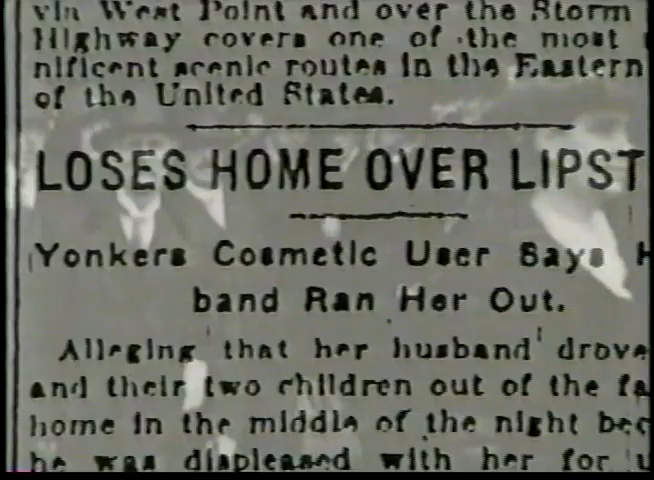 vin West Point and over the Storm
Highway covers one of the most
nificent scenic routes in the Eastern
of the United States.
LOSES HOME OVER LIPST
Yonkers Cosmetic User Says H
band Ran Her Out.
Alleging that her husband drove
and their two children out of the fa
home in the middle of the night bec
he was displeased with her for u